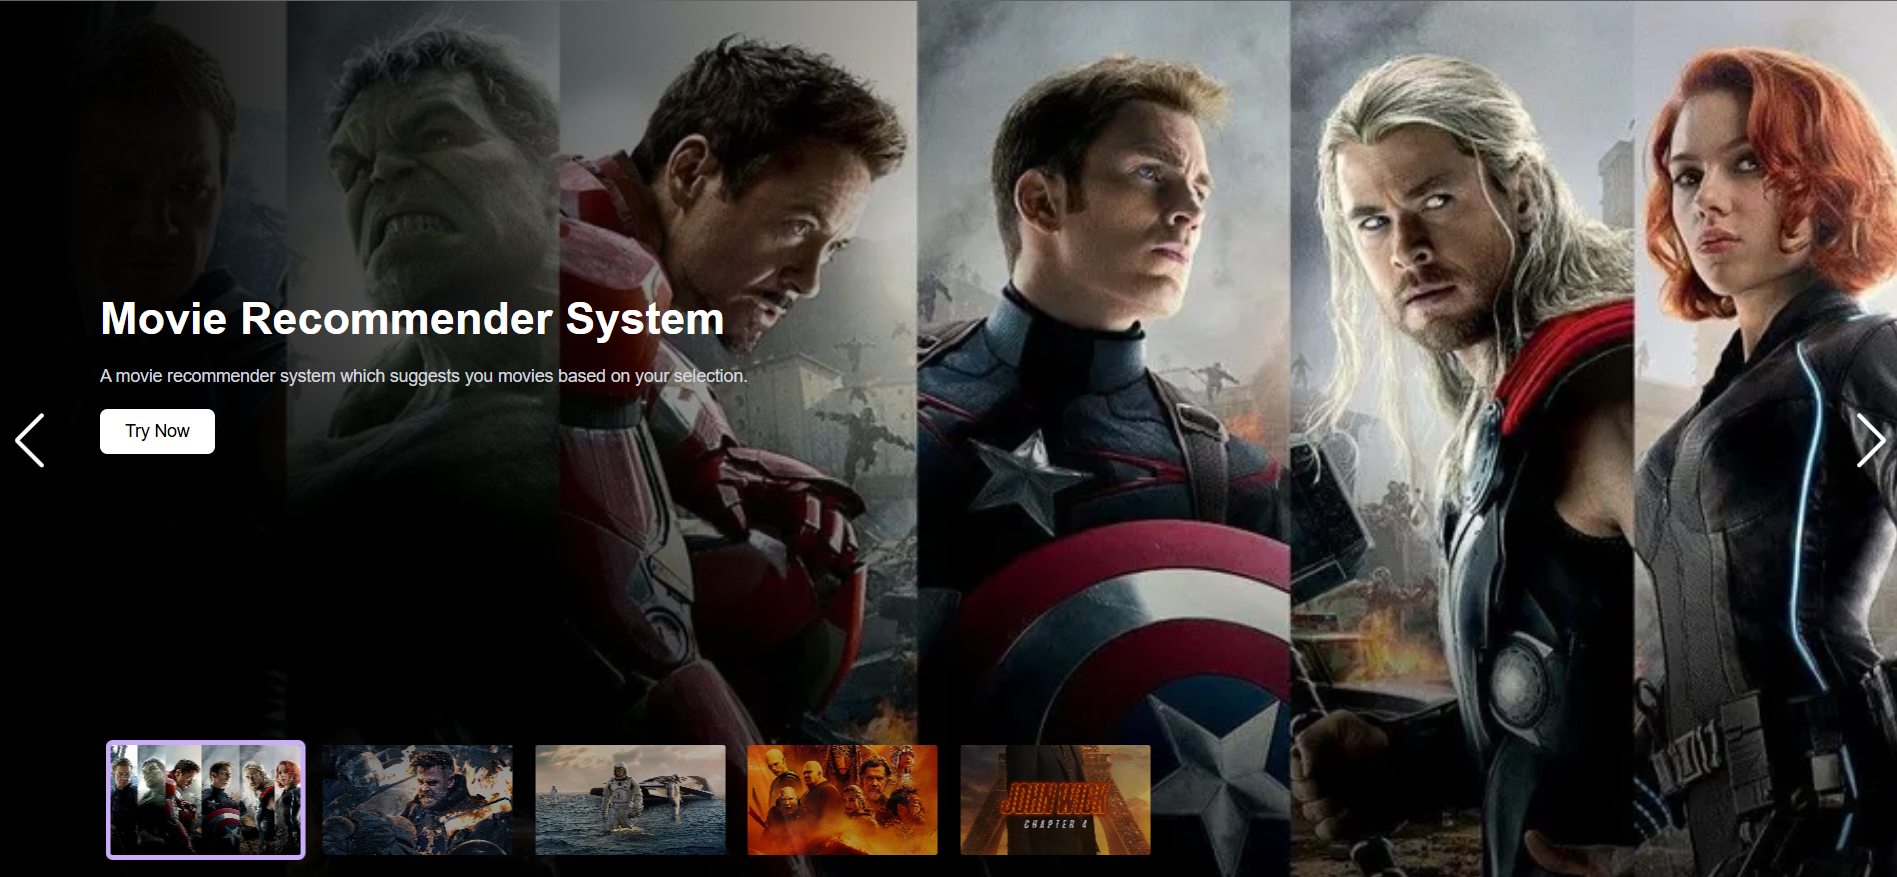 Movie Recommender System
A movie recommender system which suggests you movies based on your selection.
Try Now
JOHN WICK
CHAPTER 4